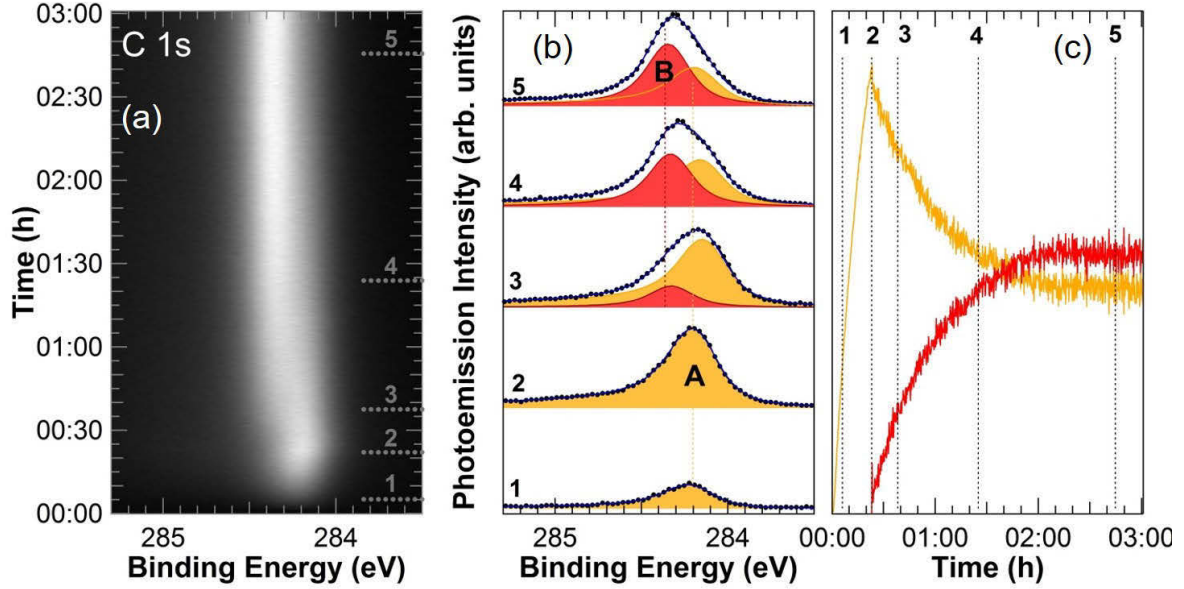 C 1s
(a)
Time (h)
03:00
02:30
02:00
01:30
01:00
00:30
00:00
5
4
3
2
1
285
284
Binding Energy (eV)
(b)
Photoemission Intensity (arb. units)
5
B
4
3
2
A
1
285
284
Binding Energy (eV)
1
2
3
4
5
(c)
00:00
01:00
02:00
03:00
Time (h)